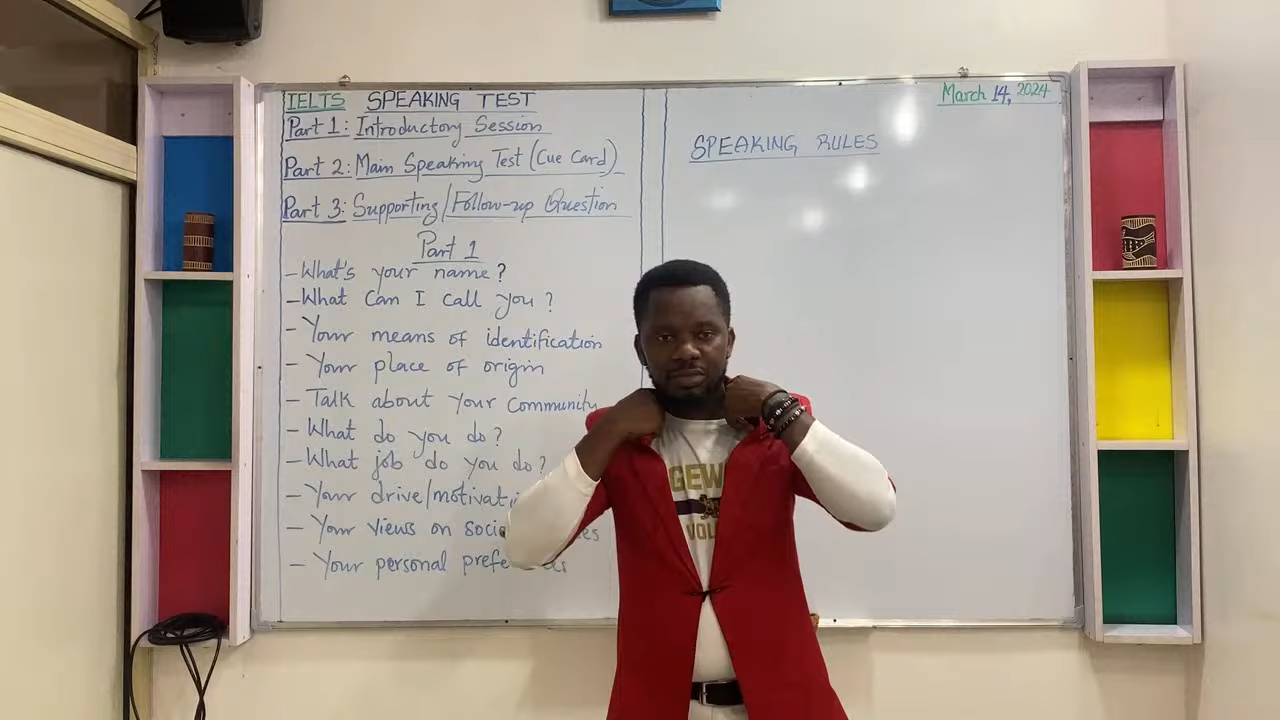 IELTS SPEAKING TEST
Part 1: Introductory Session
Part 2: Main Speaking Test (Cue Card)
Part 3: Supporting/Follow-up Question
Part 1
- What's your name?
- What can I call you?
- Your means of identification
- Your place of origin
- Talk about your community
- What do you do?
- What job do you do?
- Your drive/
- Your views on
- Your personal
March 14, 2024
SPEAKING RULES